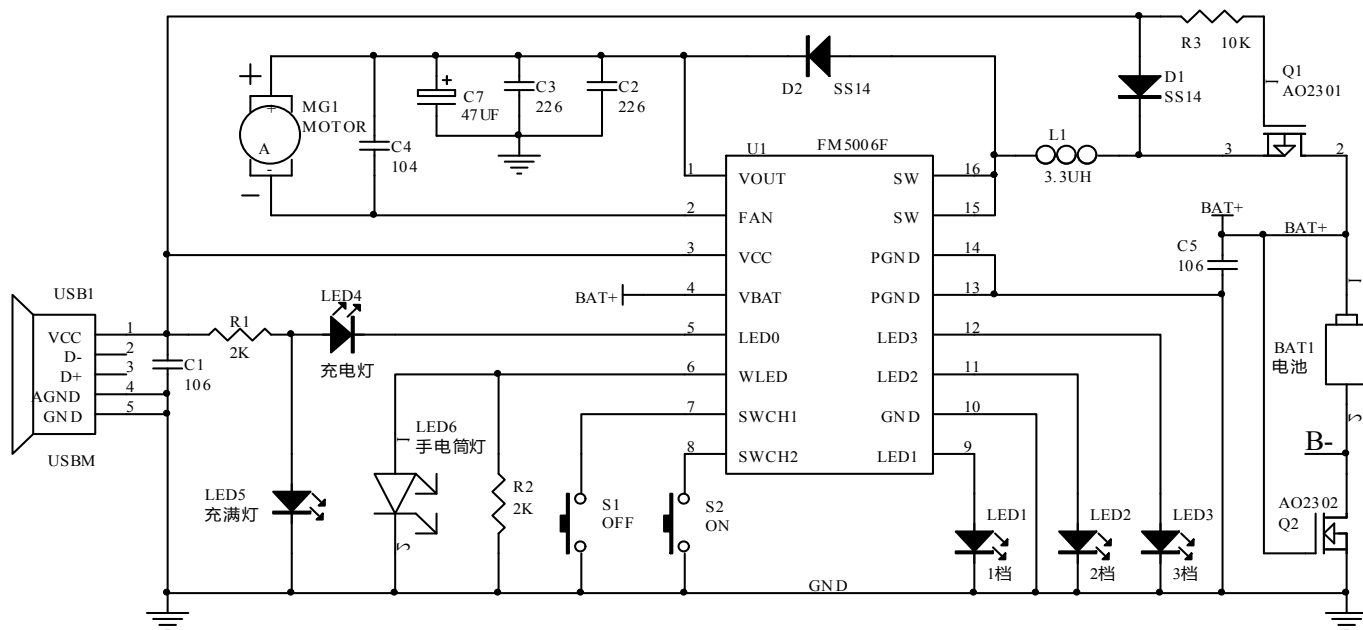 R3 10K
Q1
AO2301
D1
SS14
D2 SS14
+
MG1
MOTOR
+
A
-
−
C4
104
+
C7
47UF
C3
226
C2
226
L1
3.3UH
3
2
1
U1 FM5006F
1 VOUT SW 16
2 FAN SW 15
3 VCC PGND 14
4 VBAT PGND 13
5 LED0 LED3 12
6 WLED LED2 11
7 SWCH1 GND 10
8 SWCH2 LED1 9
BAT+
BAT+
BAT+
C5
106
1
BAT1
电池
2
B-
AO2302
Q2
USB1
VCC 1
D- 2
D+ 3
AGND 4
GND 5
USBM
R1
2K
C1
106
LED4
充电灯
LED5
充满灯
1
LED6
手电筒灯
2
R2
2K
S1
OFF
S2
ON
LED1
1档
LED2
2档
LED3
3档
GND